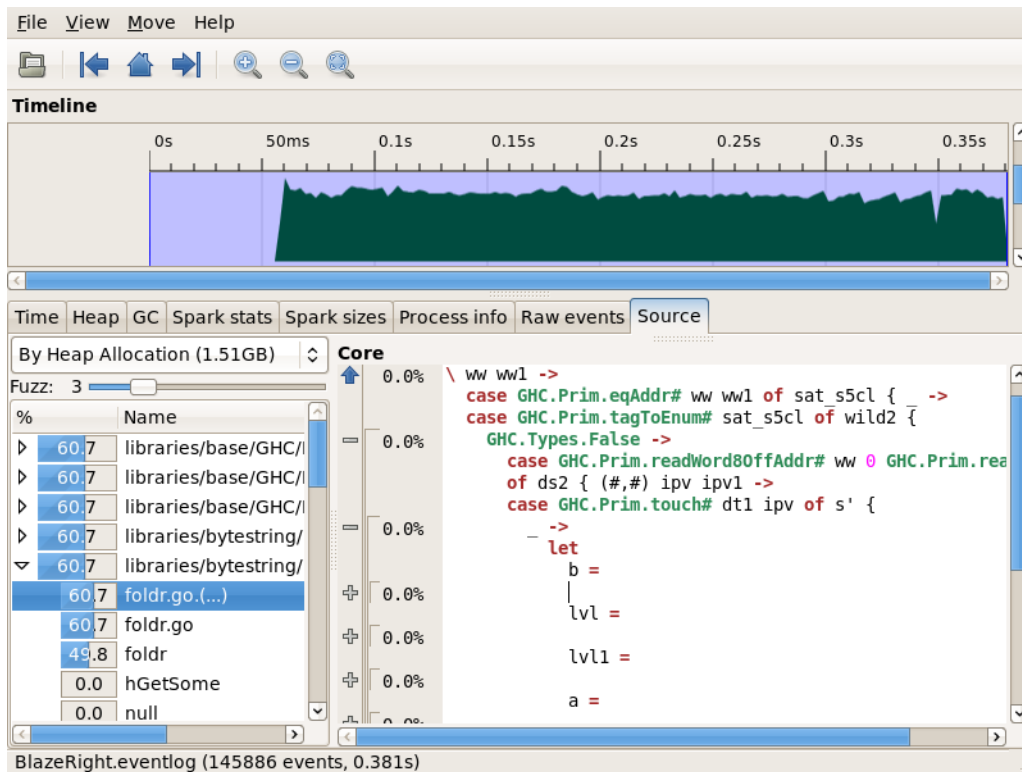 File View Move Help
Timeline
0s 50ms 0.1s 0.15s 0.2s 0.25s 0.3s 0.35s
Time Heap GC Spark stats Spark sizes Process info Raw events Source
By Heap Allocation (1.51GB)
Fuzz: 3
% Name
60.7 libraries/base/GHC/
60.7 libraries/base/GHC/
60.7 libraries/base/GHC/
60.7 libraries/bytestring/
60.7 libraries/bytestring/
60.7 foldr.go.(...)
60.7 foldr.go
49.8 foldr
0.0 hGetSome
0.0 null
Core
0.0% \ ww ww1 ->
case GHC.Prim.eqAddr# ww ww1 of sat_s5cl { _ ->
case GHC.Prim.tagToEnum# sat_s5cl of wild2 {
0.0% GHC.Types.False ->
case GHC.Prim.readWord8OffAddr# ww 0 GHC.Prim.rea
of ds2 { (#,#) ipv ipv1 ->
case GHC.Prim.touch# dt1 ipv of s' {
0.0% _ ->
let
b =
0.0%
lvl =
0.0%
lvl1 =
0.0%
a =
0.0%
BlazeRight.eventlog (145886 events, 0.381s)